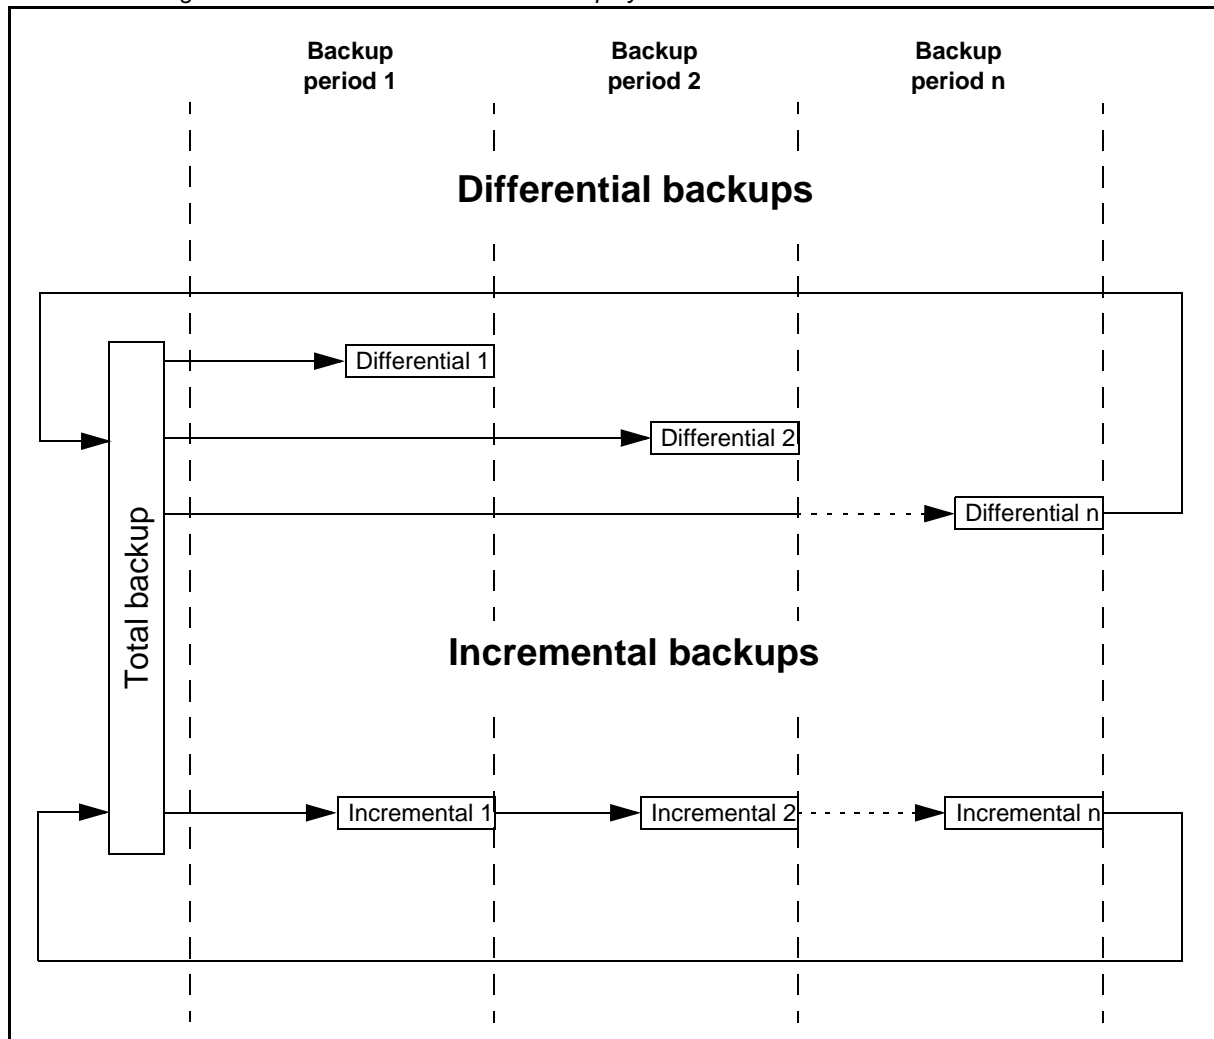 Backup
period 1
Backup
period 2
Backup
period n
Differential backups
Differential 1
Differential 2
Differential n
Total backup
Incremental backups
Incremental 1
Incremental 2
Incremental n